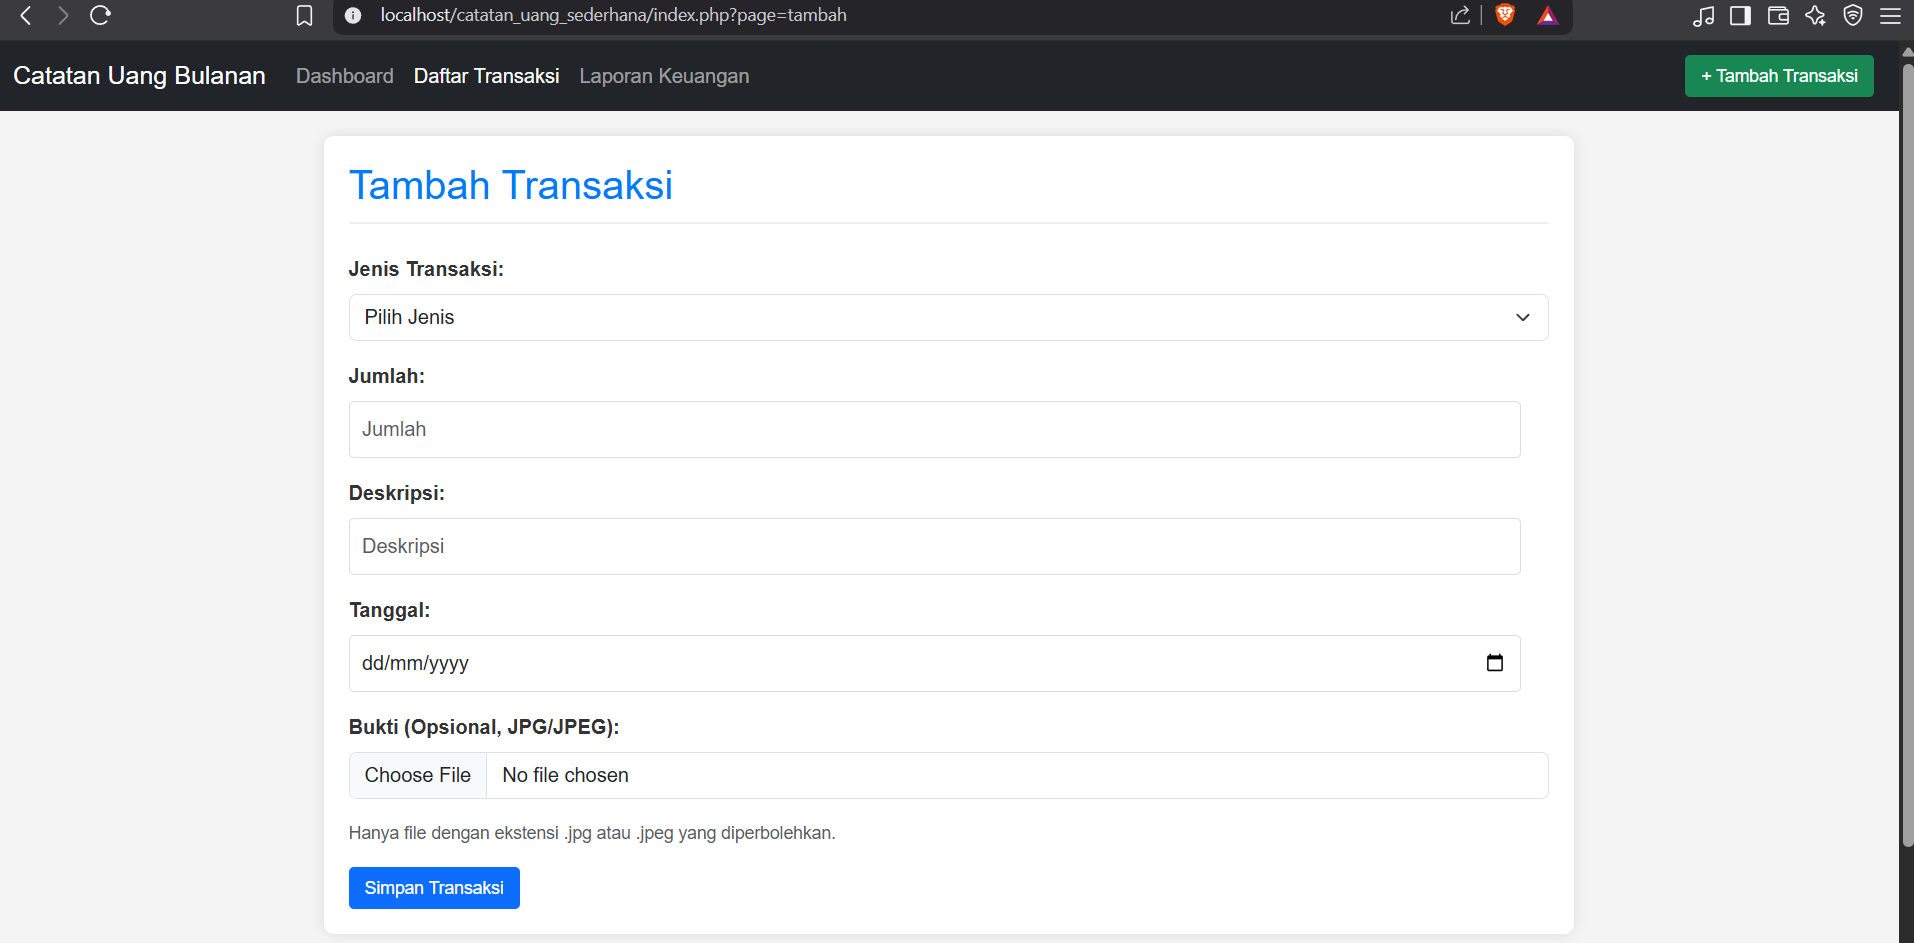 localhost/catatan_uang_sederhana/index.php?page=tambah
Catatan Uang Bulanan Dashboard Daftar Transaksi Laporan Keuangan + Tambah Transaksi
Tambah Transaksi
Jenis Transaksi:
Pilih Jenis
Jumlah:
Jumlah
Deskripsi:
Deskripsi
Tanggal:
dd/mm/yyyy
Bukti (Opsional, JPG/JPEG):
Choose File No file chosen
Hanya file dengan ekstensi .jpg atau .jpeg yang diperbolehkan.
Simpan Transaksi